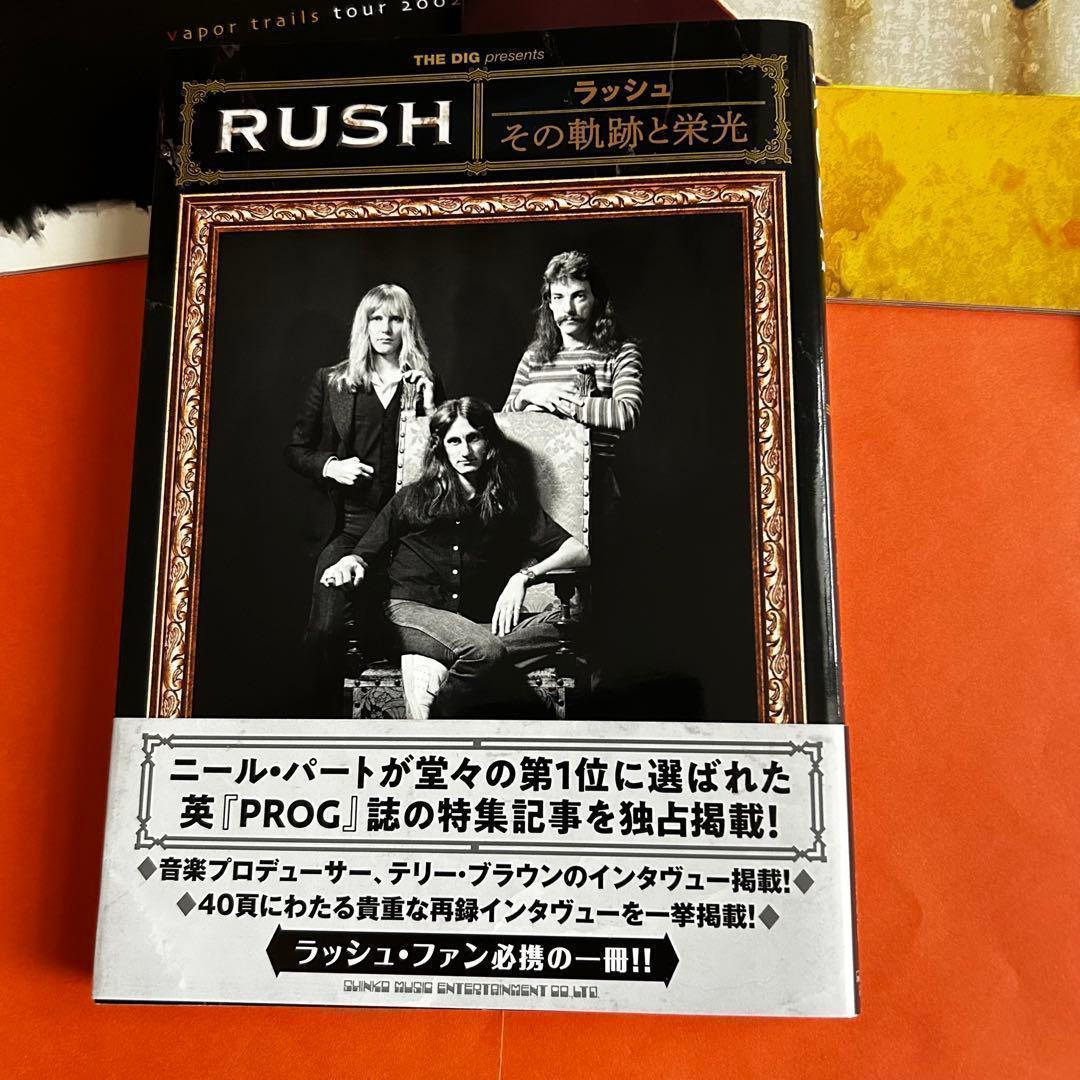 vapor trails tour 2002
THE DIG presents
RUSH
ラッシュ
その軌跡と栄光
ニール・パートが堂々の第1位に選ばれた
英『PROG』誌の特集記事を独占掲載!
◆音楽プロデューサー、テリー・ブラウンのインタヴュー掲載!◆
◆40頁にわたる貴重な再録インタヴューを一挙掲載!◆
ラッシュ・ファン必携の一冊!!
SHINKO MUSIC ENTERTAINMENT CO.,LTD.